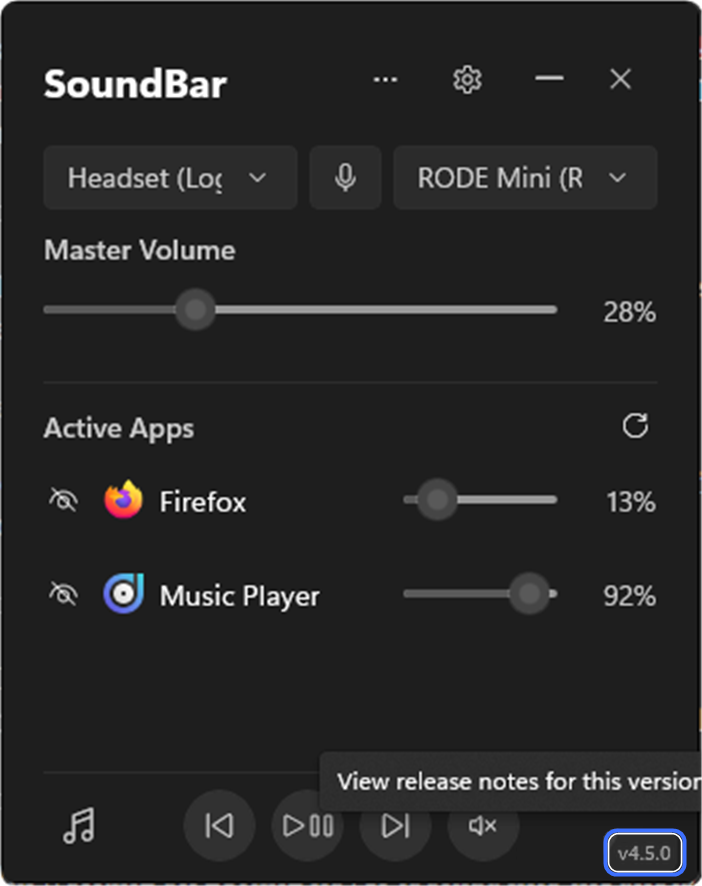 SoundBar
Headset (Log
RODE Mini (R
Master Volume
28%
Active Apps
Firefox 13%
Music Player 92%
View release notes for this version
v4.5.0